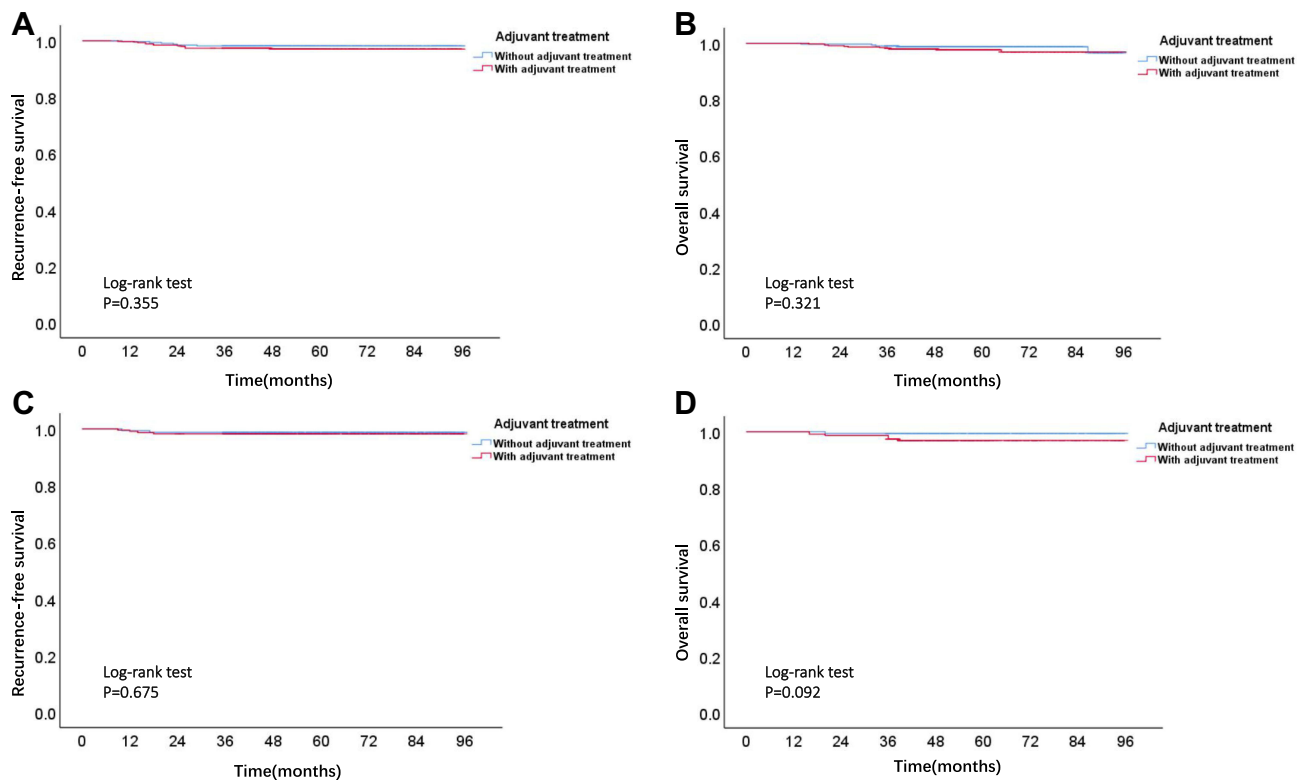 A
Adjuvant treatment
Without adjuvant treatment
With adjuvant treatment
Recurrence-free survival
1.0
0.8
0.6
0.4
0.2
0.0
Log-rank test
P=0.355
0 12 24 36 48 60 72 84 96
Time(months)
B
Adjuvant treatment
Without adjuvant treatment
With adjuvant treatment
Overall survival
1.0
0.8
0.6
0.4
0.2
0.0
Log-rank test
P=0.321
0 12 24 36 48 60 72 84 96
Time(months)
C
Adjuvant treatment
Without adjuvant treatment
With adjuvant treatment
Recurrence-free survival
1.0
0.8
0.6
0.4
0.2
0.0
Log-rank test
P=0.675
0 12 24 36 48 60 72 84 96
Time(months)
D
Adjuvant treatment
Without adjuvant treatment
With adjuvant treatment
Overall survival
1.0
0.8
0.6
0.4
0.2
0.0
Log-rank test
P=0.092
0 12 24 36 48 60 72 84 96
Time(months)